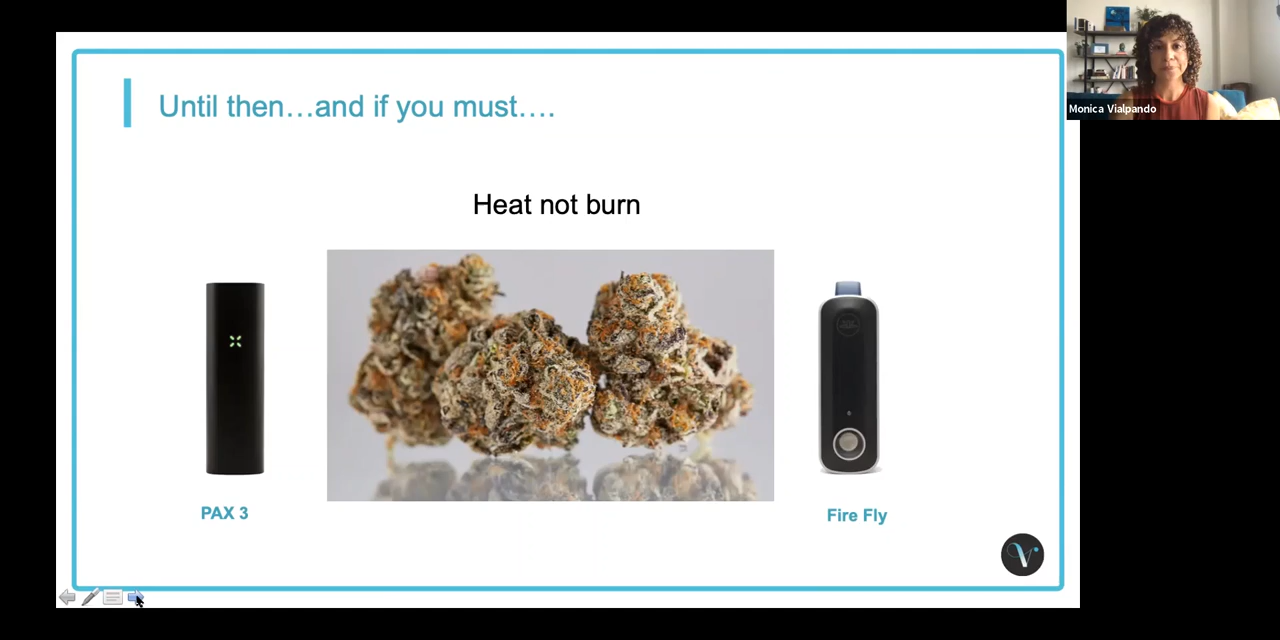 Until then…and if you must….
Heat not burn
PAX 3
Fire Fly
Monica Vialpando